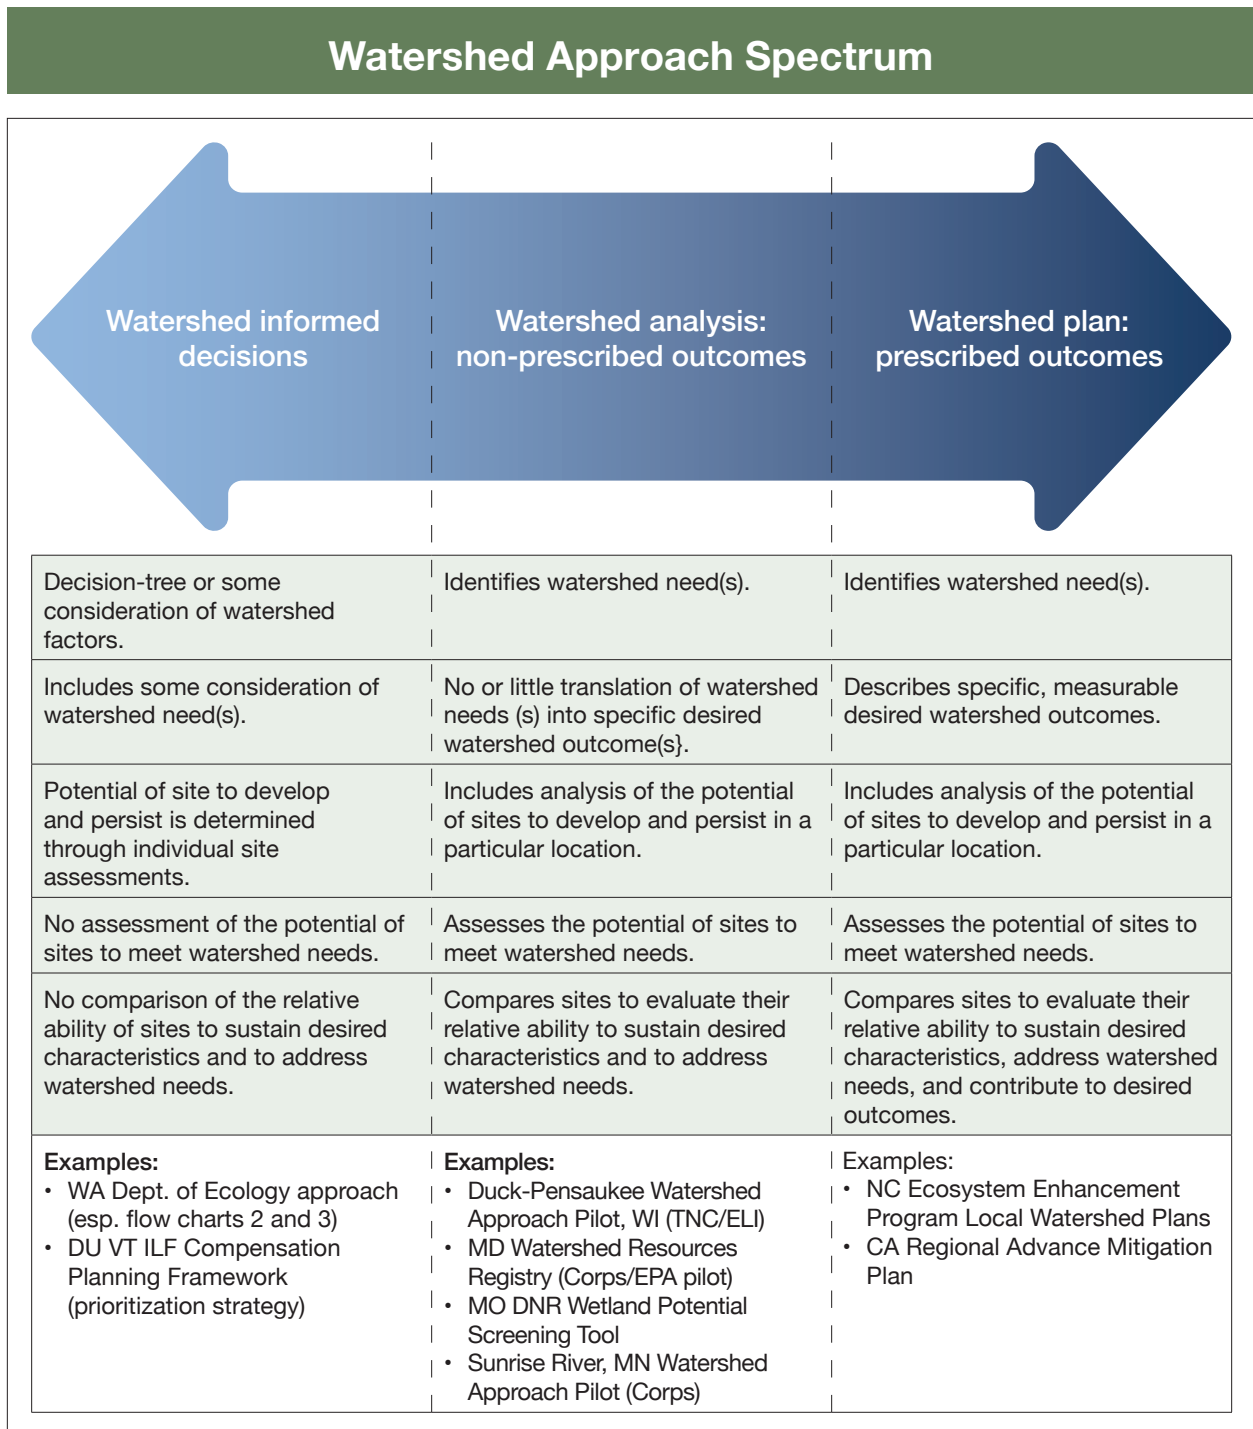 Watershed Approach Spectrum
Watershed informed
decisions
Watershed analysis:
non-prescribed outcomes
Watershed plan:
prescribed outcomes
Decision-tree or some
consideration of watershed
factors.
Identifies watershed need(s).
Identifies watershed need(s).
Includes some consideration of
watershed need(s).
No or little translation of watershed
needs (s) into specific desired
watershed outcome(s}.
Describes specific, measurable
desired watershed outcomes.
Potential of site to develop
and persist is determined
through individual site
assessments.
Includes analysis of the potential
of sites to develop and persist in a
particular location.
Includes analysis of the potential
of sites to develop and persist in a
particular location.
No assessment of the potential of
sites to meet watershed needs.
Assesses the potential of sites to
meet watershed needs.
Assesses the potential of sites to
meet watershed needs.
No comparison of the relative
ability of sites to sustain desired
characteristics and to address
watershed needs.
Compares sites to evaluate their
relative ability to sustain desired
characteristics and to address
watershed needs.
Compares sites to evaluate their
relative ability to sustain desired
characteristics, address watershed
needs, and contribute to desired
outcomes.
Examples:
• WA Dept. of Ecology approach
(esp. flow charts 2 and 3)
• DU VT ILF Compensation
Planning Framework
(prioritization strategy)
Examples:
• Duck-Pensaukee Watershed
Approach Pilot, WI (TNC/ELI)
• MD Watershed Resources
Registry (Corps/EPA pilot)
• MO DNR Wetland Potential
Screening Tool
• Sunrise River, MN Watershed
Approach Pilot (Corps)
Examples:
• NC Ecosystem Enhancement
Program Local Watershed Plans
• CA Regional Advance Mitigation
Plan